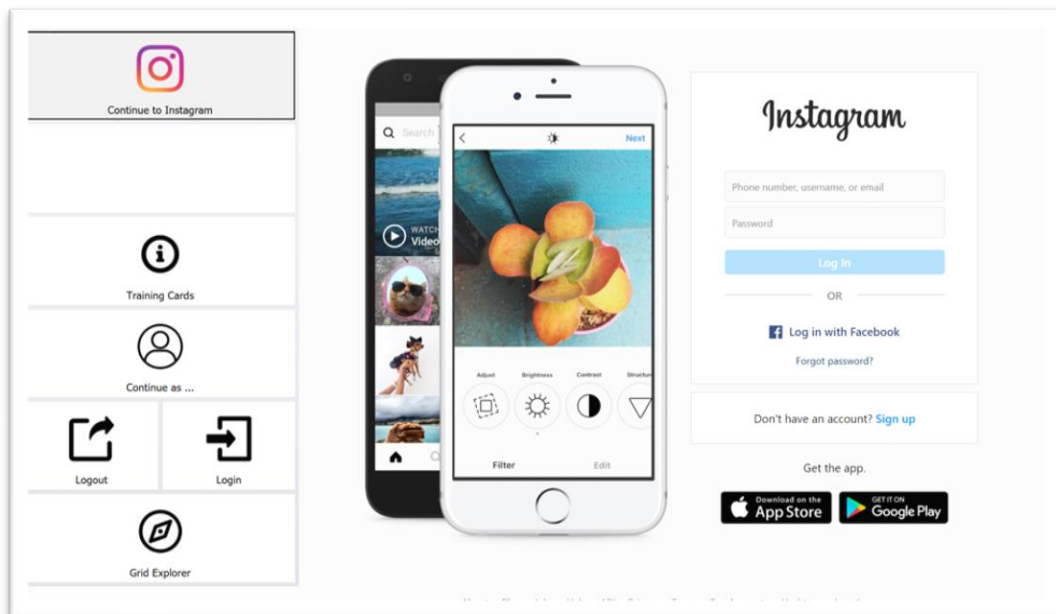 Continue to Instagram
Training Cards
Continue as ...
Logout
Login
Grid Explorer
Search
WATCH
Video
Next
Adjust
Brightness
Contrast
Structure
Filter
Edit
Instagram
Phone number, username, or email
Password
Log In
OR
Log in with Facebook
Forgot password?
Don't have an account? Sign up
Get the app.
Download on the
App Store
GET IT ON
Google Play